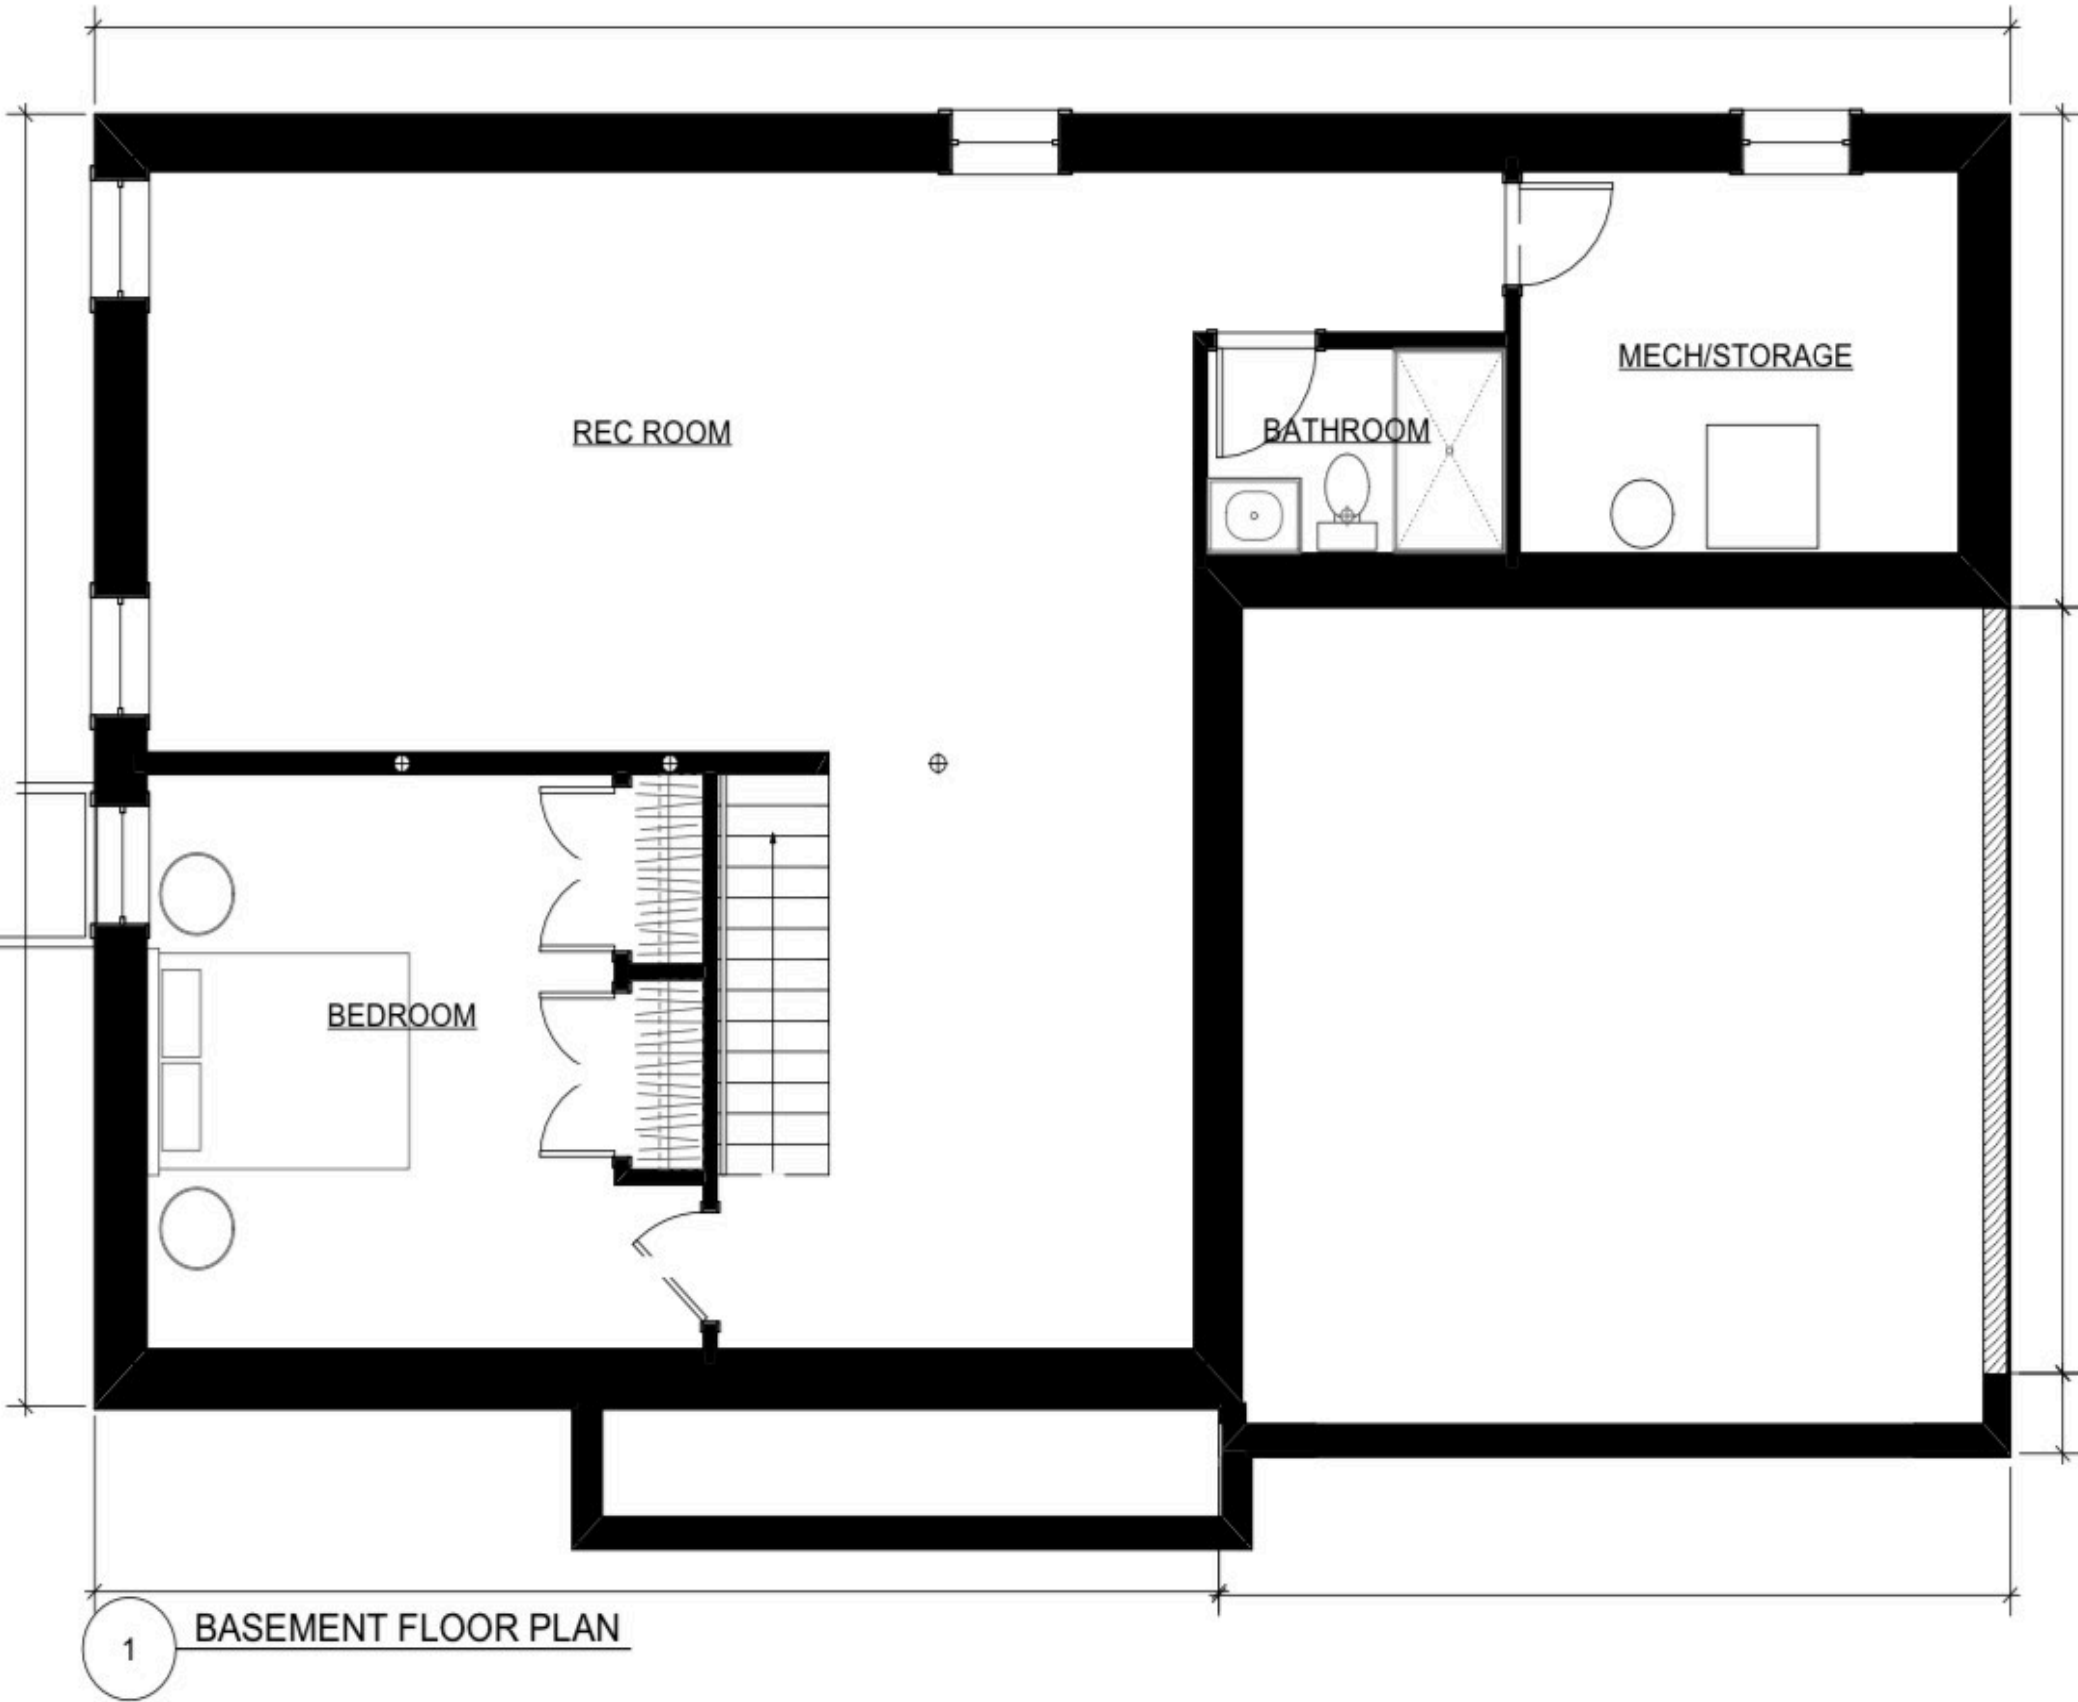 MECH/STORAGE
REC ROOM
BATHROOM
BEDROOM
BASEMENT FLOOR PLAN
1